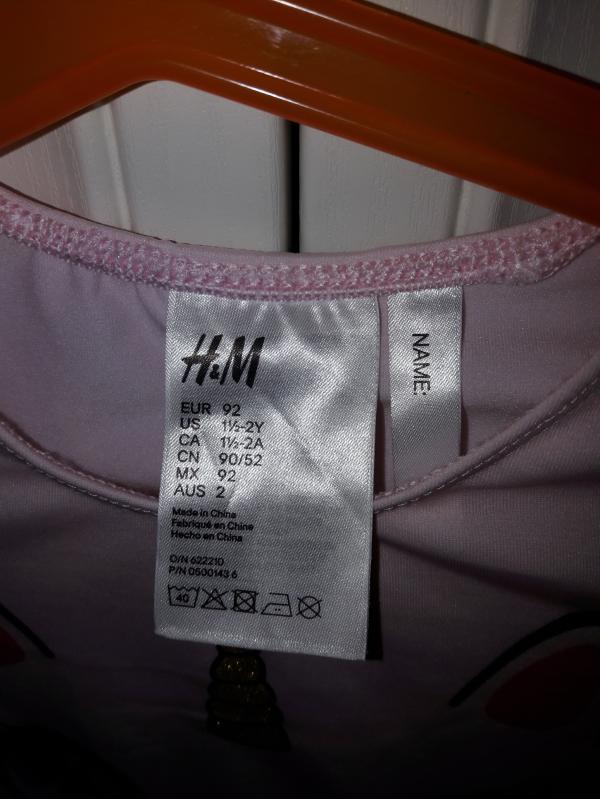 H&M
EUR 92
US 1½-2Y
CA 1½-2A
CN 90/52
MX 92
AUS 2
Made in China
Fabriqué en Chine
Hecho en China
O/N 622210
P/N 0500143 6
40
NAME: